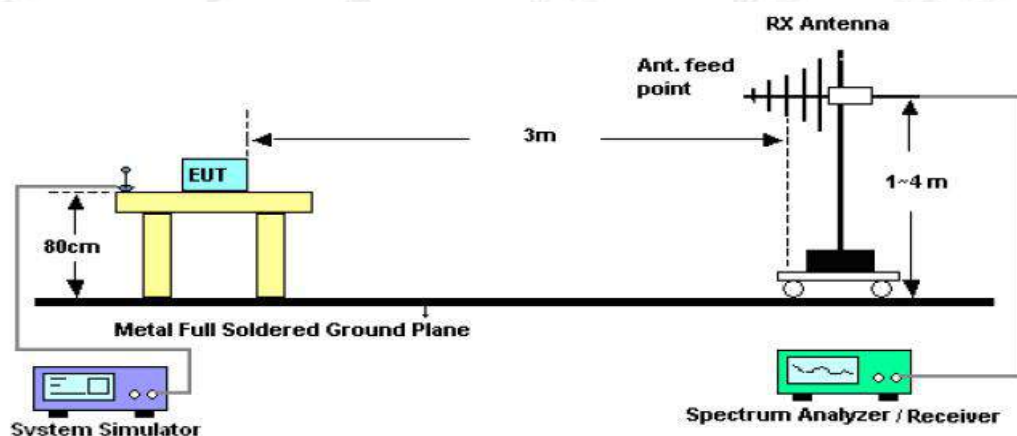 RX Antenna
Ant. feed
point
3m
EUT
1~4 m
80cm
Metal Full Soldered Ground Plane
System Simulator
Spectrum Analyzer / Receiver